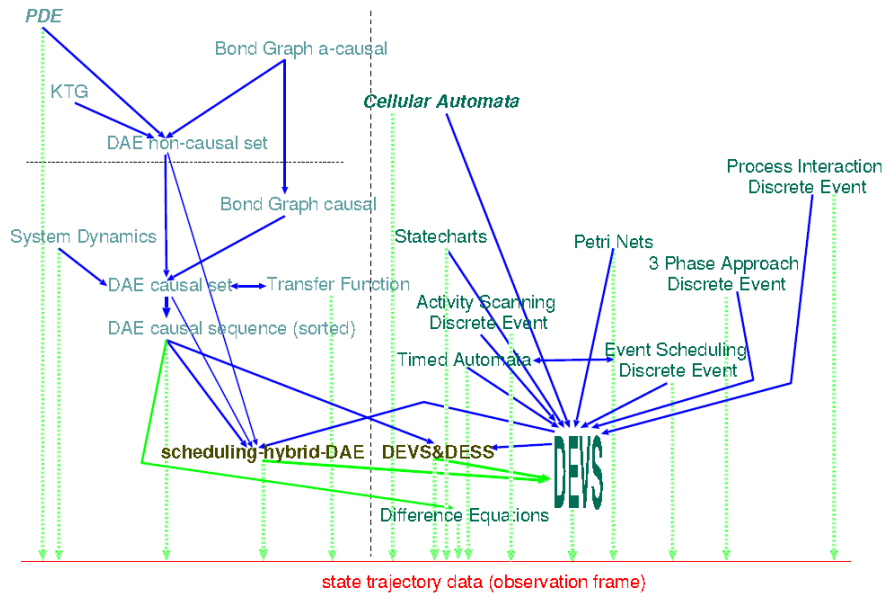 PDE
Bond Graph a-causal
KTG
Cellular Automata
DAE non-causal set
Process Interaction
Discrete Event
Bond Graph causal
System Dynamics
Statecharts
Petri Nets
3 Phase Approach
Discrete Event
DAE causal set
Transfer Function
Activity Scanning
Discrete Event
DAE causal sequence (sorted)
Timed Automata
Event Scheduling
Discrete Event
scheduling-hybrid-DAE
DEVS&DESS
DEVS
Difference Equations
state trajectory data (observation frame)